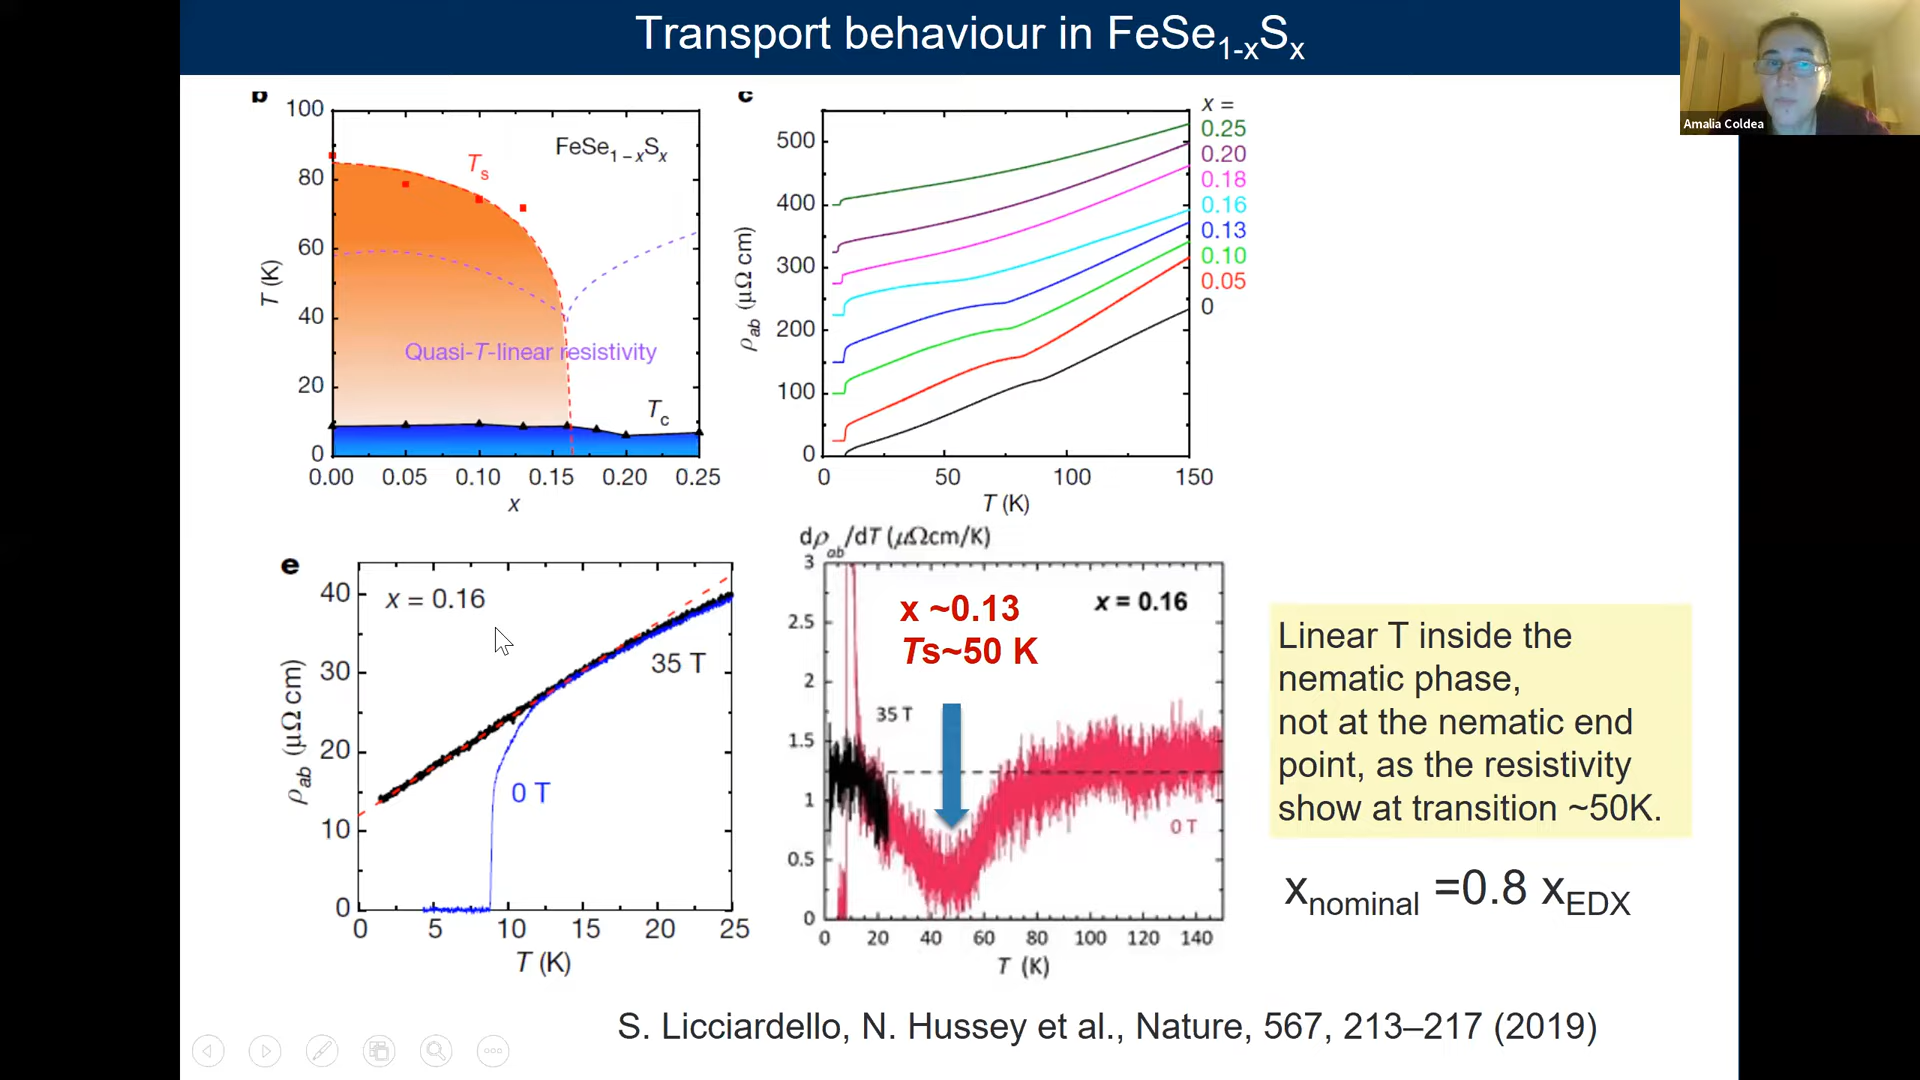 Transport behaviour in FeSe1-xSx
Amalia Coldea
b
100
80
60
40
20
0
T (K)
FeSe1 – xSx
Ts
Quasi-T-linear resistivity
Tc
0.00 0.05 0.10 0.15 0.20 0.25
x
c
500
400
300
200
100
0
ρab (μΩ cm)
0 50 100 150
T (K)
x =
0.25
0.20
0.18
0.16
0.13
0.10
0.05
0
e
40
30
20
10
0
ρab (μΩ cm)
x = 0.16
35 T
0 T
0 5 10 15 20 25
T (K)
dρab/dT (μΩcm/K)
3
2.5
2
1.5
1
0.5
0
x ~0.13
Ts~50 K
x = 0.16
35 T
0 T
0 20 40 60 80 100 120 140
T (K)
Linear T inside the
nematic phase,
not at the nematic end
point, as the resistivity
show at transition ~50K.
xnominal =0.8 xEDX
S. Licciardello, N. Hussey et al., Nature, 567, 213–217 (2019)